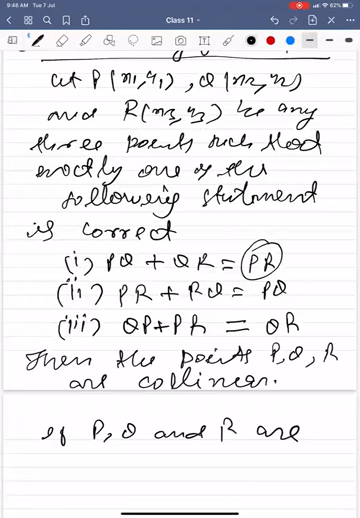 9:48 AM Tue 7 Jul
52%
Class 11
let P(x1, y1), Q(x2, y2)
and R(x3, y3) be any
three points such that
exactly one of the
following statment
is correct
(i) PQ + QR = PR
(ii) PR + RQ = PQ
(iii) QP + PR = QR
Then the points P, Q, R
are collinear.
if P, Q and R are